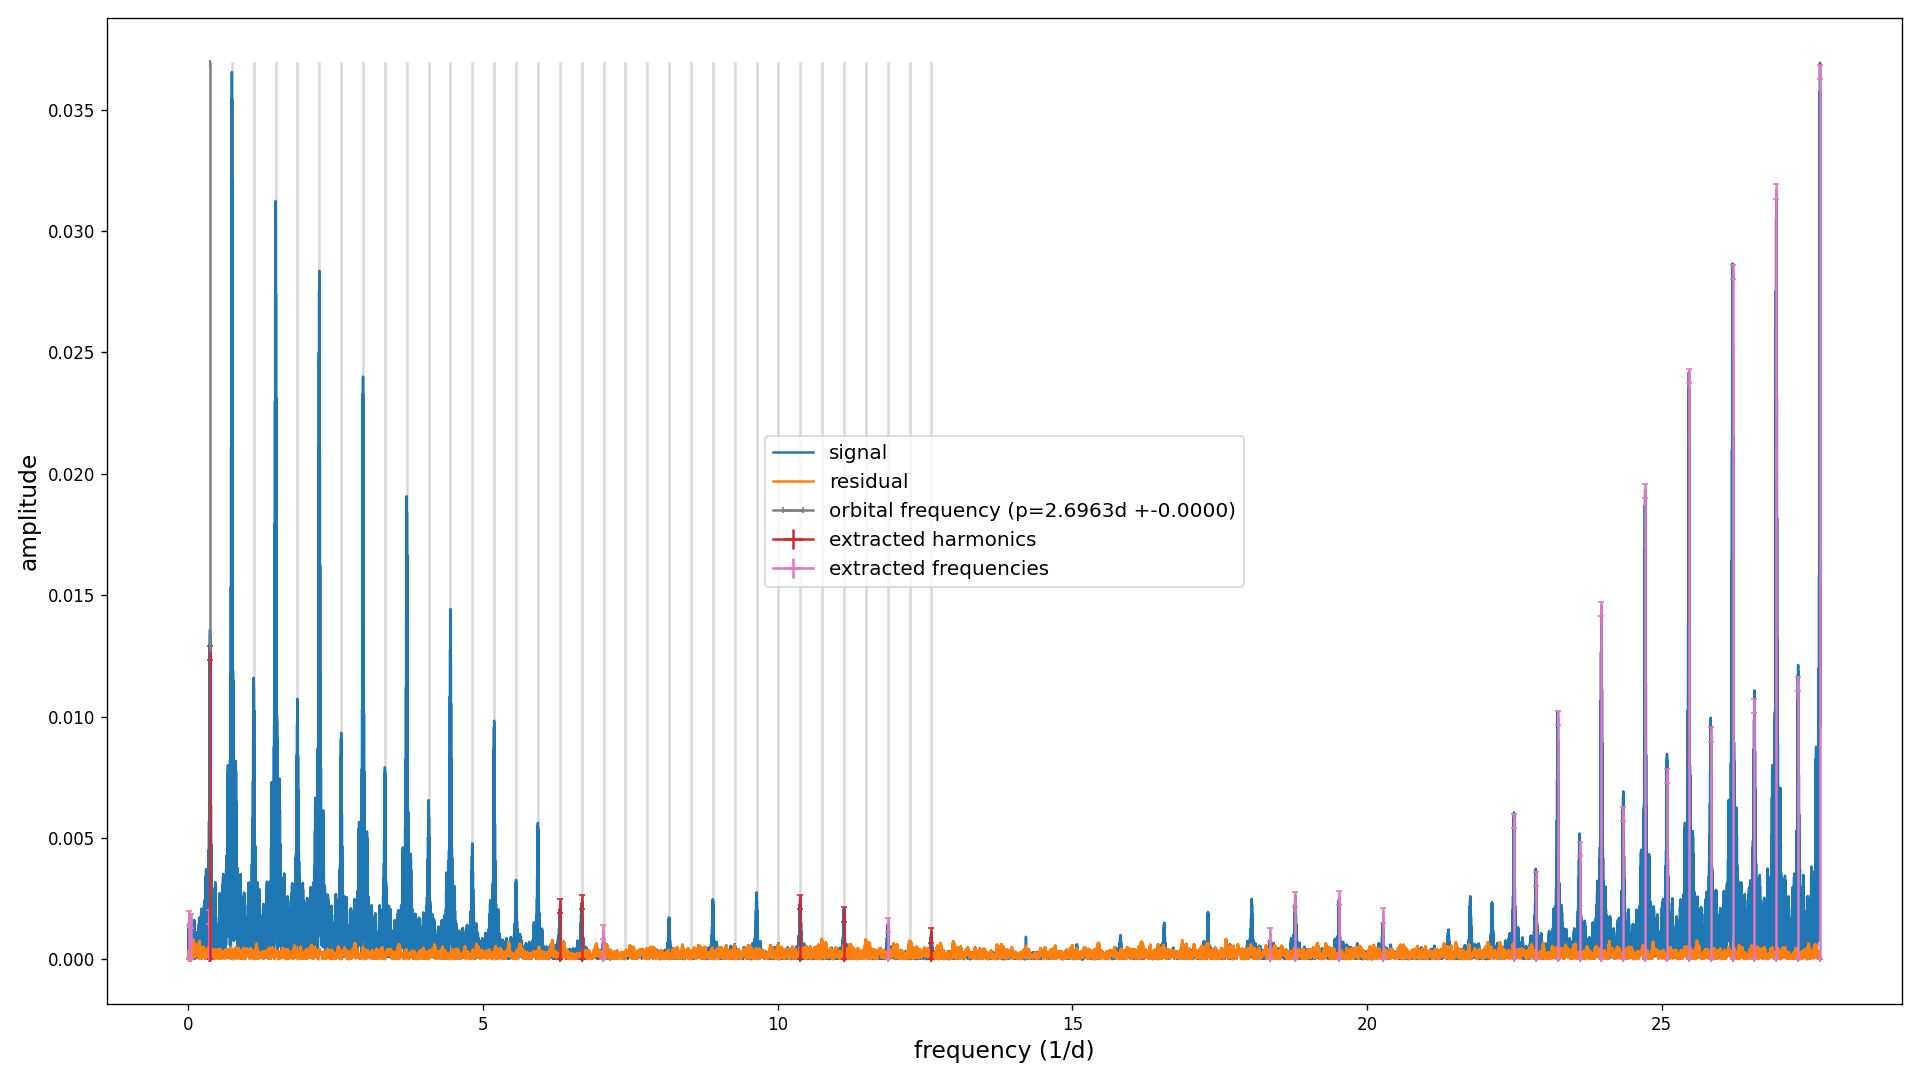 0.035
0.030
0.025
0.020
0.015
0.010
0.005
0.000
amplitude
signal
residual
orbital frequency (p=2.6963d +-0.0000)
extracted harmonics
extracted frequencies
0 5 10 15 20 25
frequency (1/d)